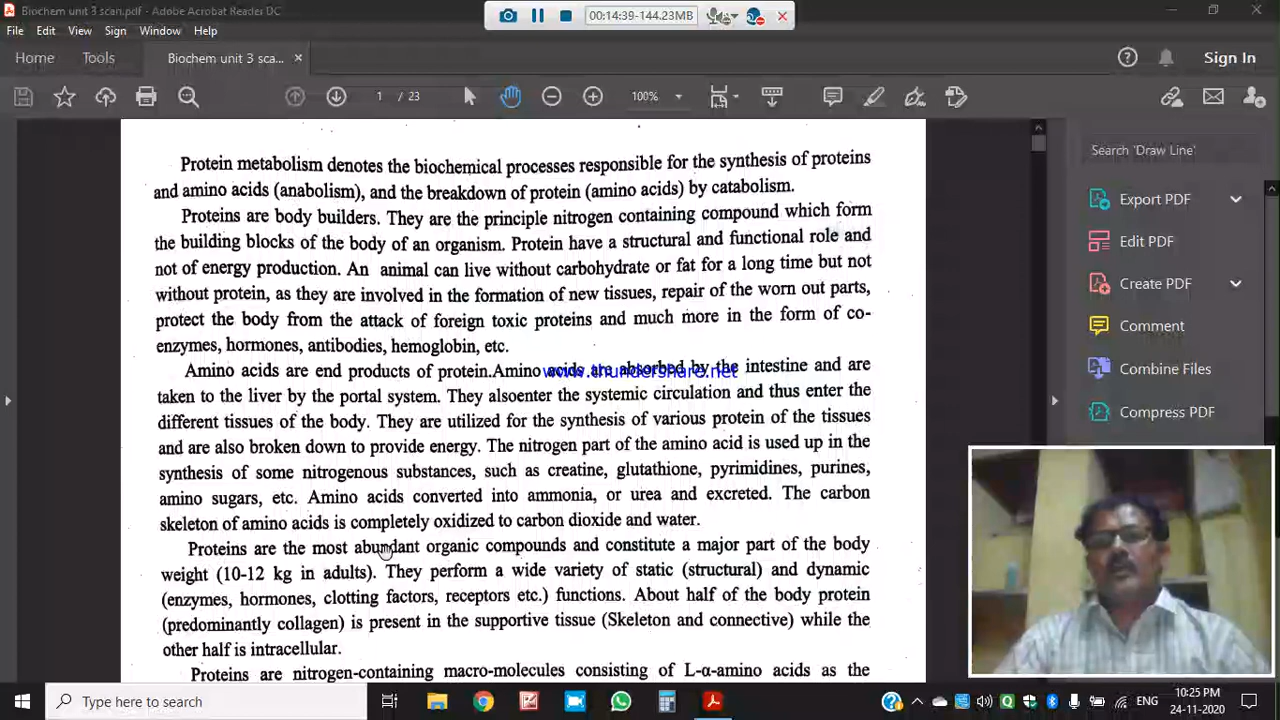 Biochem unit 3 scan.pdf - Adobe Acrobat Reader DC
00:14:39-144.23MB
File Edit View Sign Window Help
Home Tools Biochem unit 3 sca... Sign In
1 / 23 100%
Protein metabolism denotes the biochemical processes responsible for the synthesis of proteins
and amino acids (anabolism), and the breakdown of protein (amino acids) by catabolism.
Proteins are body builders. They are the principle nitrogen containing compound which form
the building blocks of the body of an organism. Protein have a structural and functional role and
not of energy production. An animal can live without carbohydrate or fat for a long time but not
without protein, as they are involved in the formation of new tissues, repair of the worn out parts,
protect the body from the attack of foreign toxic proteins and much more in the form of co-
enzymes, hormones, antibodies, hemoglobin, etc.
Amino acids are end products of protein.Amino acids are absorbed by the intestine and are
www.thundershare.net
taken to the liver by the portal system. They alsoenter the systemic circulation and thus enter the
different tissues of the body. They are utilized for the synthesis of various protein of the tissues
and are also broken down to provide energy. The nitrogen part of the amino acid is used up in the
synthesis of some nitrogenous substances, such as creatine, glutathione, pyrimidines, purines,
amino sugars, etc. Amino acids converted into ammonia, or urea and excreted. The carbon
skeleton of amino acids is completely oxidized to carbon dioxide and water.
Proteins are the most abundant organic compounds and constitute a major part of the body
weight (10-12 kg in adults). They perform a wide variety of static (structural) and dynamic
(enzymes, hormones, clotting factors, receptors etc.) functions. About half of the body protein
(predominantly collagen) is present in the supportive tissue (Skeleton and connective) while the
other half is intracellular.
Proteins are nitrogen-containing macro-molecules consisting of L-α-amino acids as the
Search 'Draw Line'
Export PDF
Edit PDF
Create PDF
Comment
Combine Files
Compress PDF
Type here to search
ENG
10:25 PM
24-11-2020